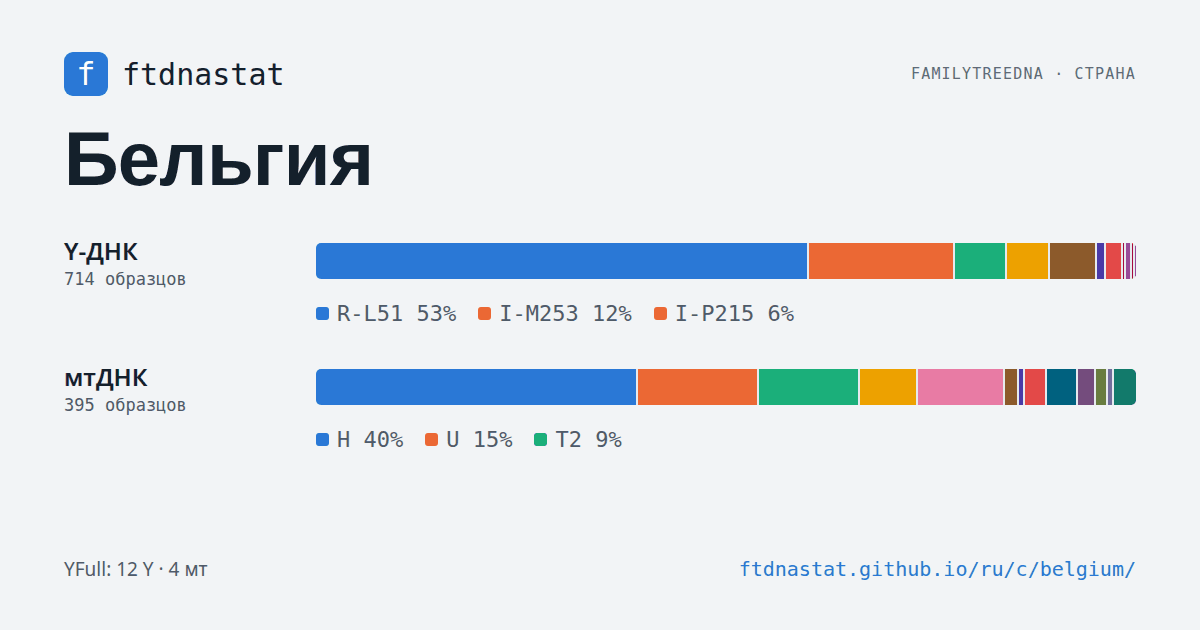 f ftdnastat
FAMILYTREEDNA · СТРАНА
Бельгия
Y-ДНК
714 образцов
R-L51 53% I-M253 12% I-P215 6%
мтДНК
395 образцов
H 40% U 15% T2 9%
YFull: 12 Y · 4 мт
ftdnastat.github.io/ru/c/belgium/